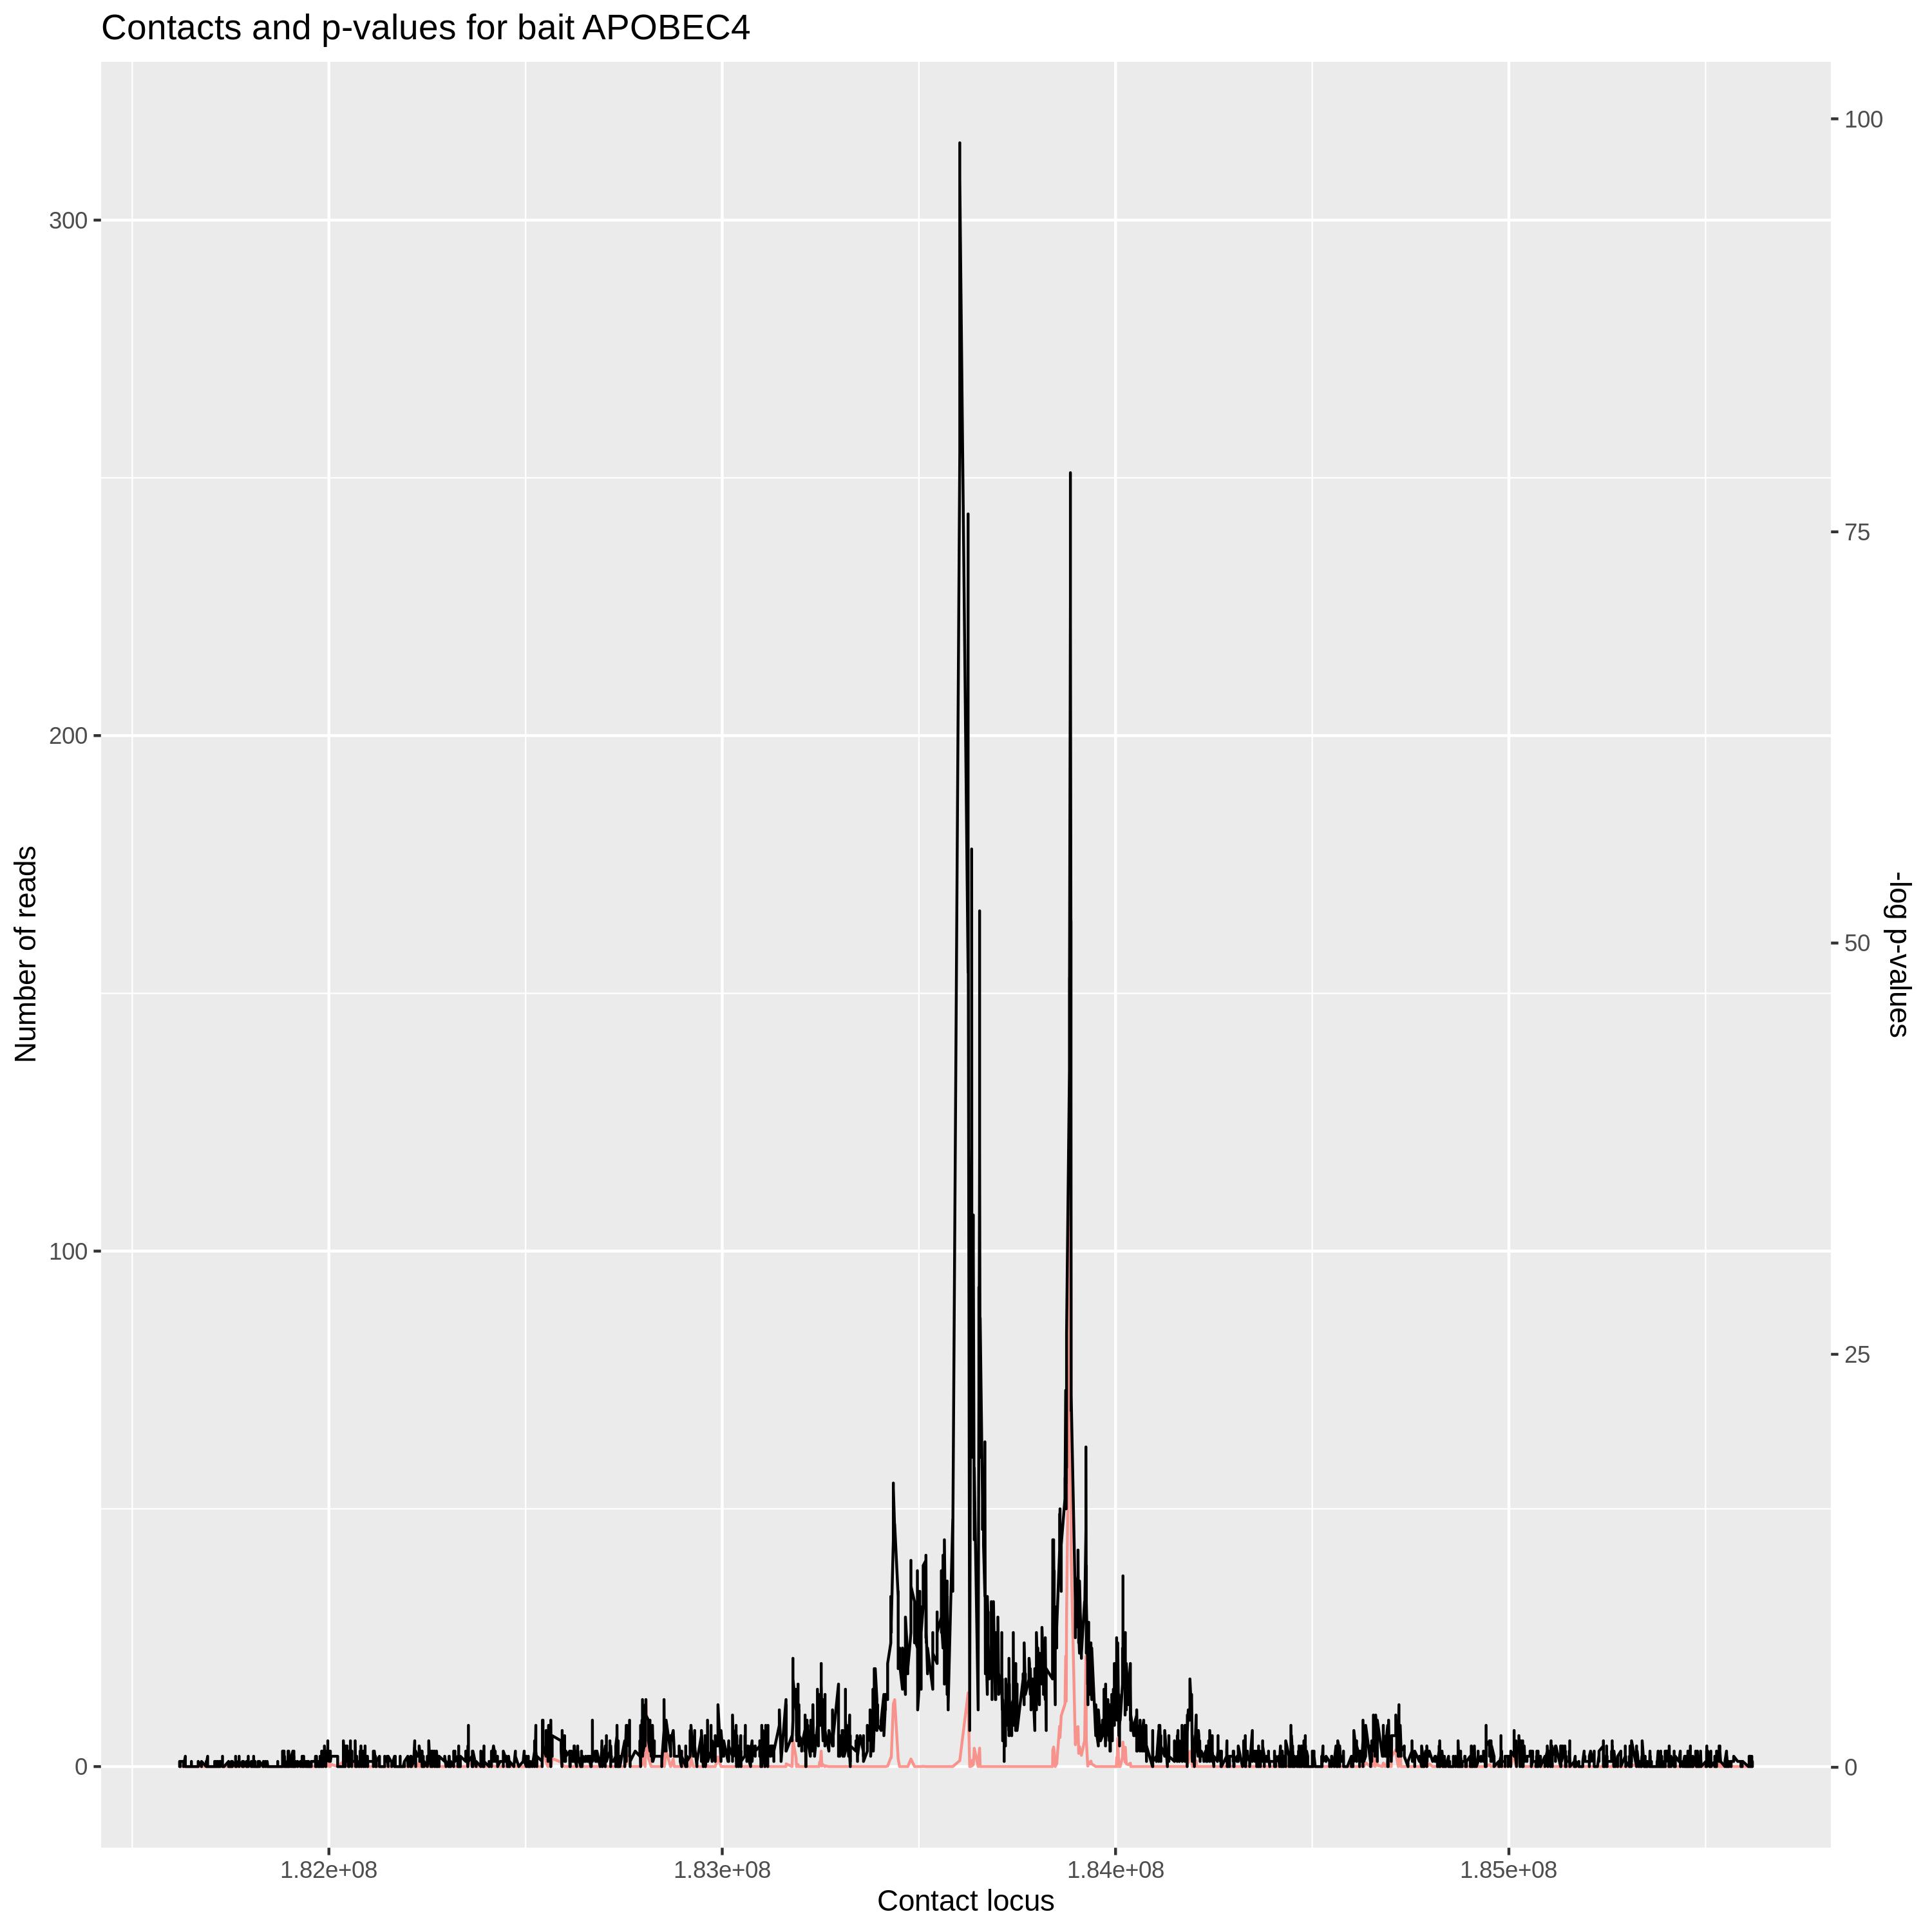 Contacts and p-values for bait APOBEC4
300
200
100
0
Number of reads
100
75
50
25
0
-log p-values
1.82e+08 1.83e+08 1.84e+08 1.85e+08
Contact locus